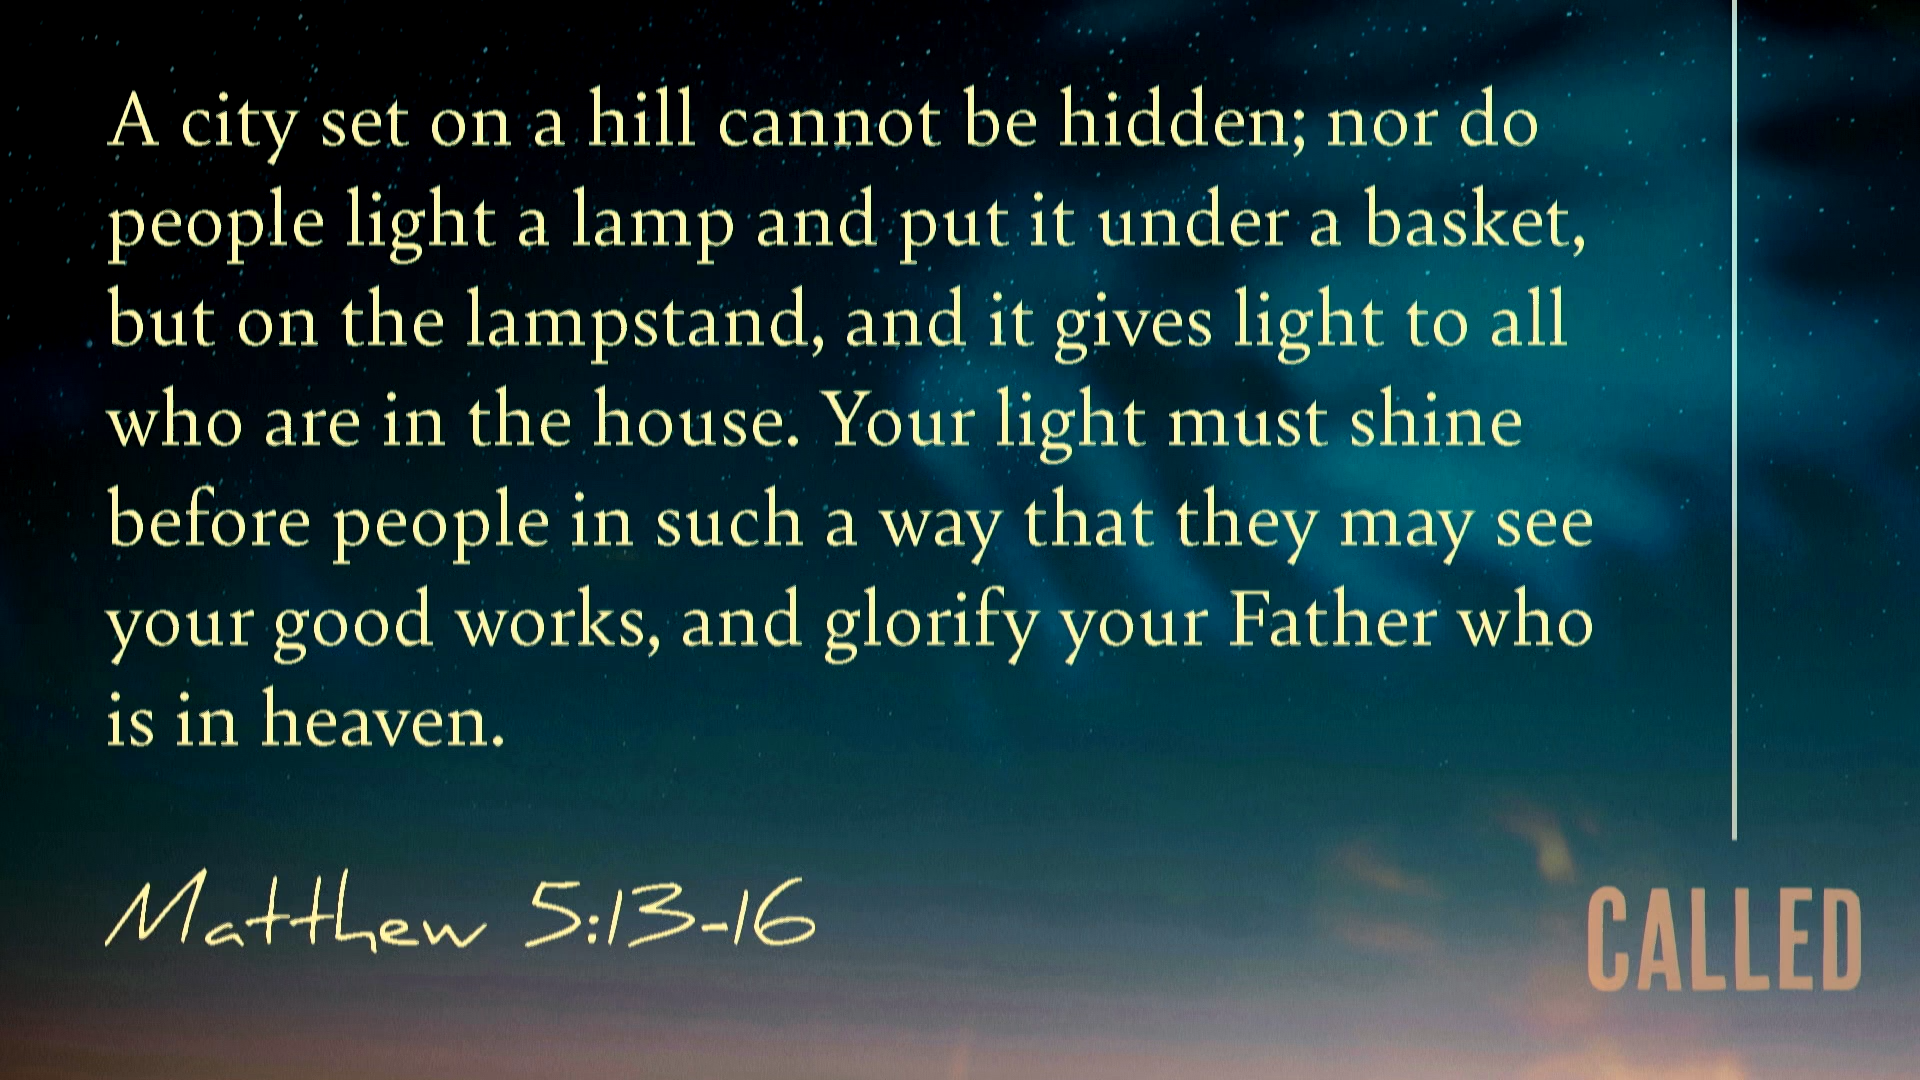 A city set on a hill cannot be hidden; nor do
people light a lamp and put it under a basket,
but on the lampstand, and it gives light to all
who are in the house. Your light must shine
before people in such a way that they may see
your good works, and glorify your Father who
is in heaven.
Matthew 5:13-16
CALLED